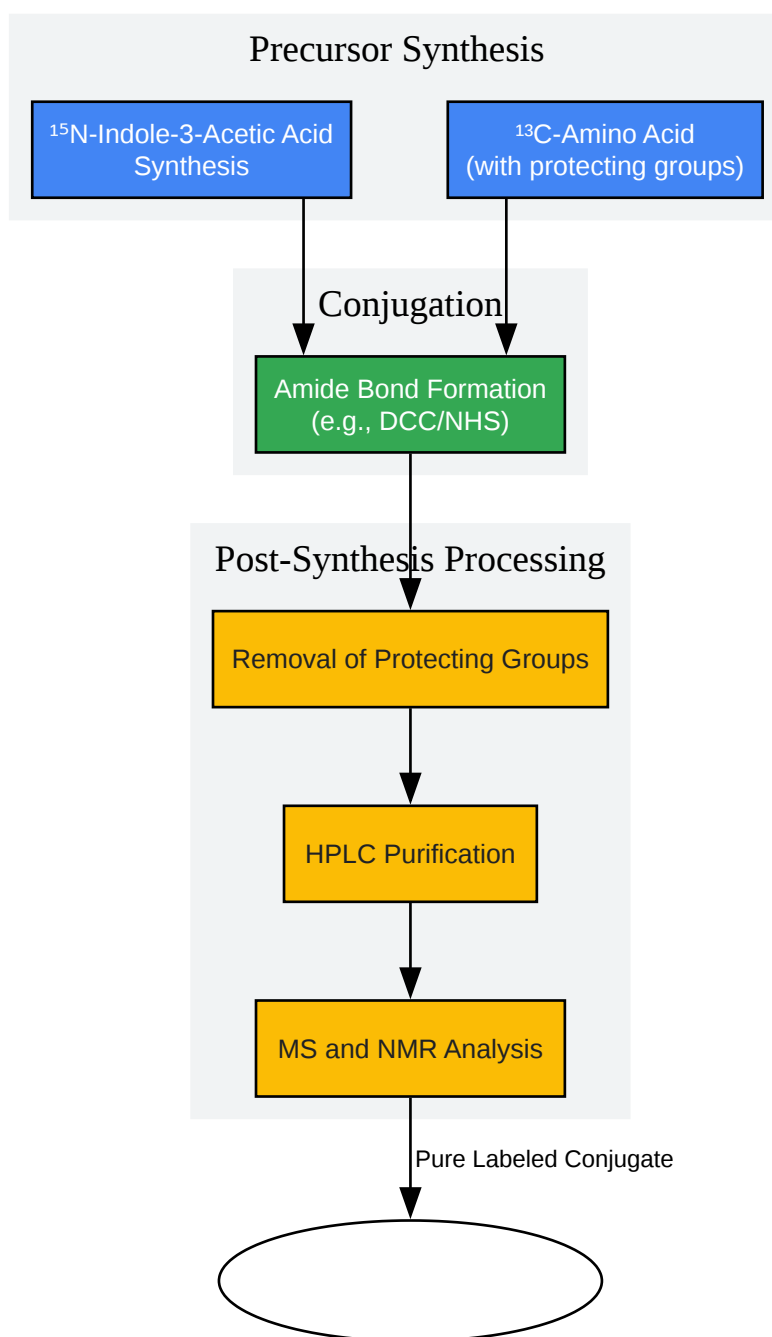 Precursor Synthesis
¹⁵N-Indole-3-Acetic Acid
Synthesis
¹³C-Amino Acid
(with protecting groups)
Conjugation
Amide Bond Formation
(e.g., DCC/NHS)
Post-Synthesis Processing
Removal of Protecting Groups
HPLC Purification
MS and NMR Analysis
Pure Labeled Conjugate